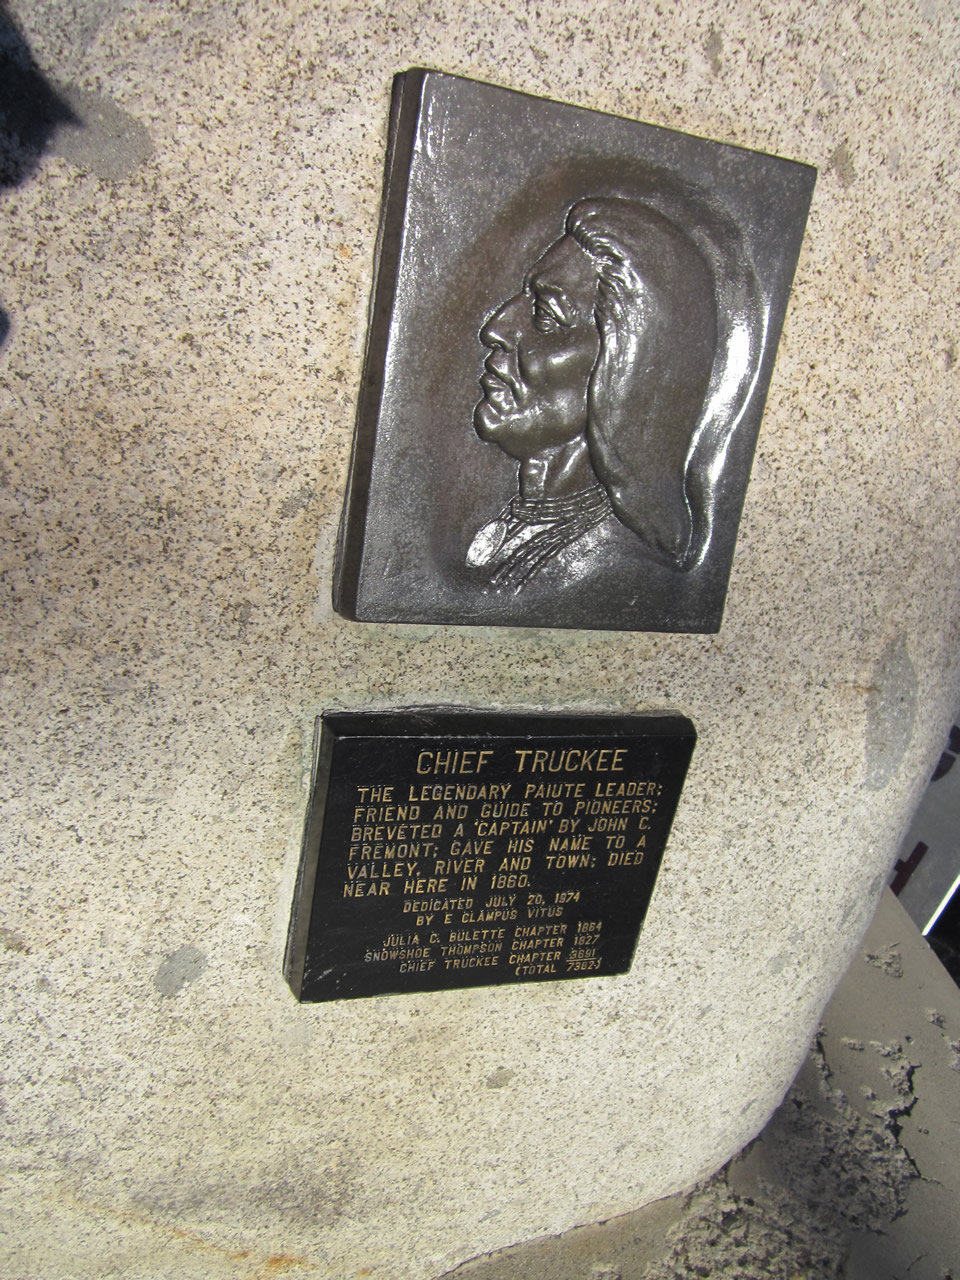 CHIEF TRUCKEE
THE LEGENDARY PAIUTE LEADER;
FRIEND AND GUIDE TO PIONEERS;
BREVETED A 'CAPTAIN' BY JOHN C.
FREMONT; GAVE HIS NAME TO A
VALLEY, RIVER AND TOWN; DIED
NEAR HERE IN 1860.
DEDICATED JULY 20, 1974
BY E CLAMPUS VITUS
JULIA C. BULETTE CHAPTER 1864
SNOWSHOE THOMPSON CHAPTER 1827
CHIEF TRUCKEE CHAPTER 3691
(TOTAL 7382)